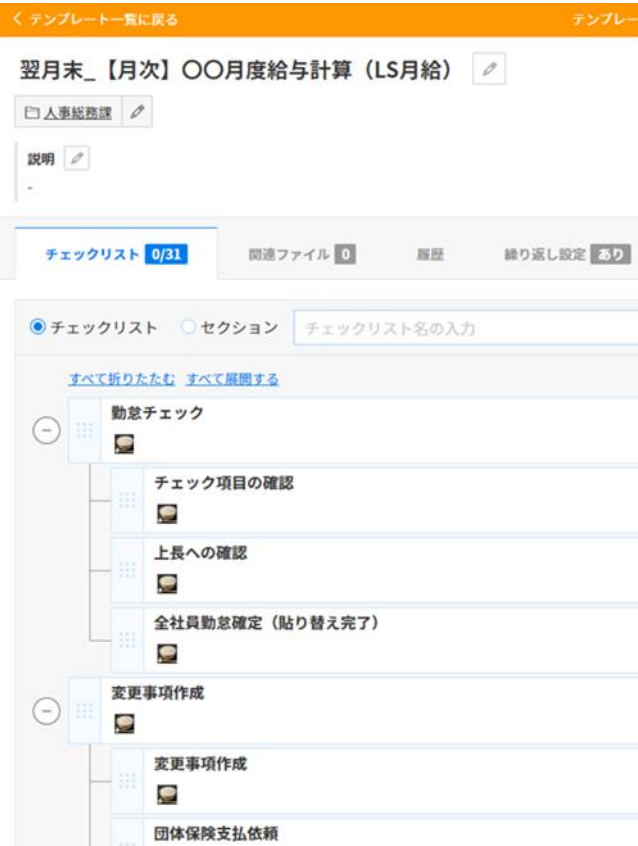 < テンプレート一覧に戻る
テンプレー
翌月末_【月次】〇〇月度給与計算（LS月給）
人事総務課
説明
-
チェックリスト 0/31
関連ファイル 0
履歴
繰り返し設定 あり
チェックリスト セクション チェックリスト名の入力
すべて折りたたむ すべて展開する
勤怠チェック
チェック項目の確認
上長への確認
全社員勤怠確定（貼り替え完了）
変更事項作成
変更事項作成
団体保険支払依頼